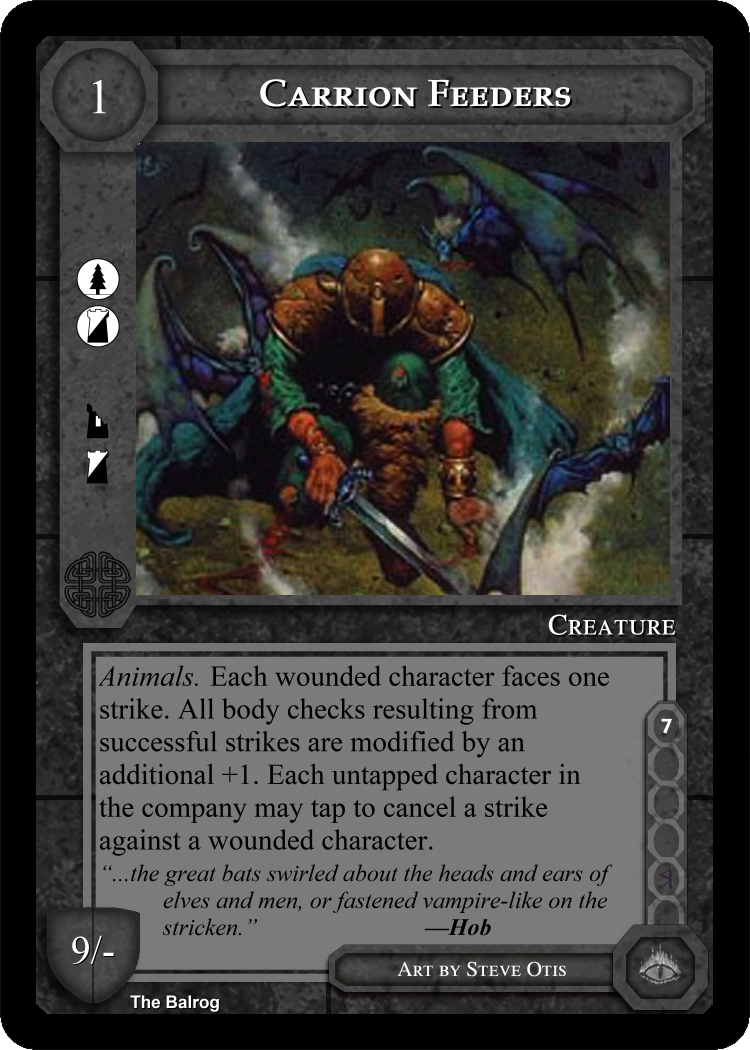 1
Carrion Feeders
Creature
Animals. Each wounded character faces one
strike. All body checks resulting from
successful strikes are modified by an
additional +1. Each untapped character in
the company may tap to cancel a strike
against a wounded character.
“...the great bats swirled about the heads and ears of
elves and men, or fastened vampire-like on the
stricken.” —Hob
7
9/-
Art by Steve Otis
The Balrog